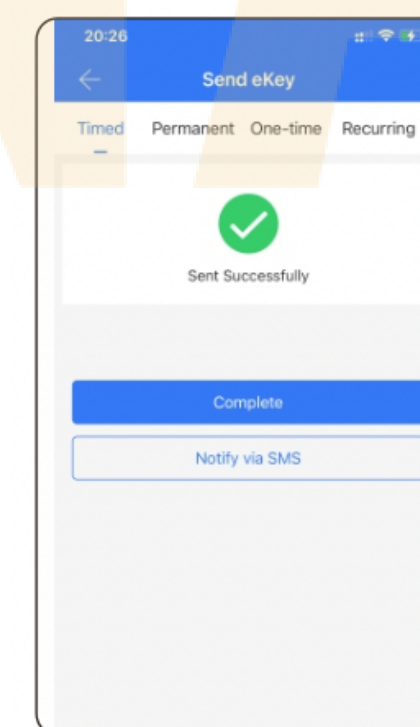 20:26
Send eKey
Timed Permanent One-time Recurring
Sent Successfully
Complete
Notify via SMS